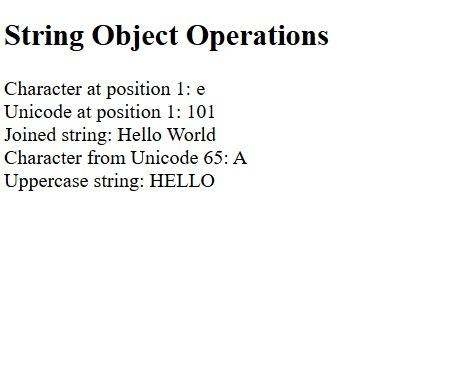 String Object Operations
Character at position 1: e
Unicode at position 1: 101
Joined string: Hello World
Character from Unicode 65: A
Uppercase string: HELLO